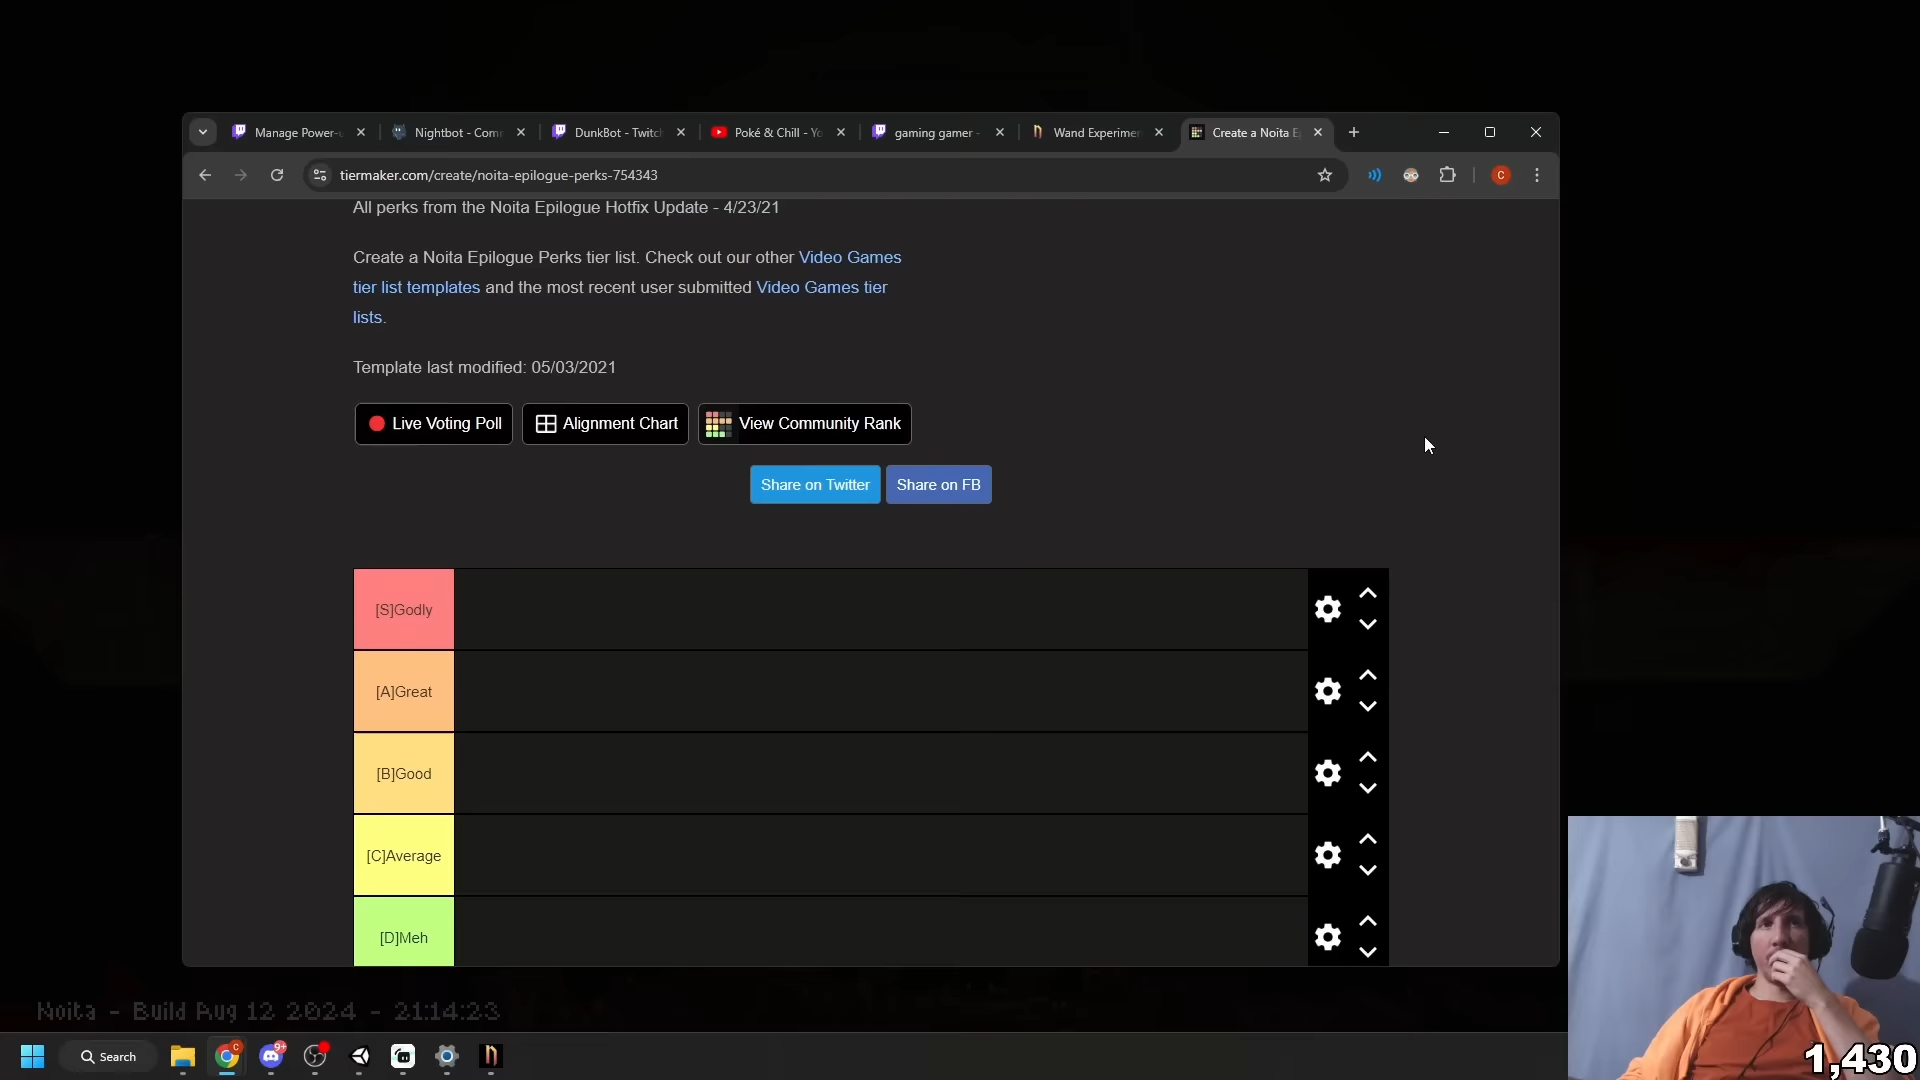 Manage Power-u
Nightbot - Com
DunkBot - Twitc
Poké & Chill - Yo
gaming gamer -
Wand Experimen
Create a Noita E
tiermaker.com/create/noita-epilogue-perks-754343
C
All perks from the Noita Epilogue Hotfix Update - 4/23/21
Create a Noita Epilogue Perks tier list. Check out our other Video Games
tier list templates and the most recent user submitted Video Games tier
lists.
Template last modified: 05/03/2021
Live Voting Poll
Alignment Chart
View Community Rank
Share on Twitter
Share on FB
[S]Godly
[A]Great
[B]Good
[C]Average
[D]Meh
Noita - Build Aug 12 2024 - 21:14:23
Search
C
9+
1,430